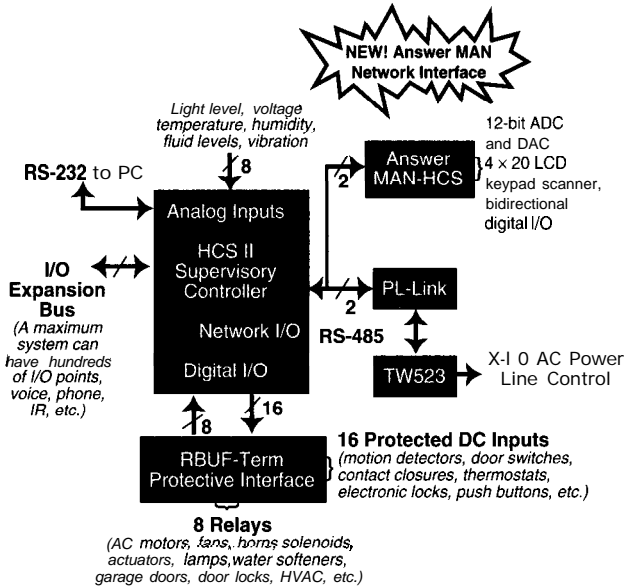 NEW! Answer MAN
Network Interface
Light level, voltage
temperature, humidity,
fluid levels, vibration
8
RS-232 to PC
Analog Inputs
HCS II
Supervisory
Controller
Network I/O
Digital I/O
I/O
Expansion
Bus
(A maximum
system can
have hundreds
of I/O points,
voice, phone,
IR, etc.)
2
Answer
MAN-HCS
12-bit ADC
and DAC
4 × 20 LCD
keypad scanner,
bidirectional
digital I/O
2
PL-Link
RS-485
TW523
X-I 0 AC Power
Line Control
8
16
RBUF-Term
Protective Interface
16 Protected DC Inputs
(motion detectors, door switches,
contact closures, thermostats,
electronic locks, push buttons, etc.)
8 Relays
(AC motors, fans, horns solenoids,
actuators, lamps, water softeners,
garage doors, door locks, HVAC, etc.)